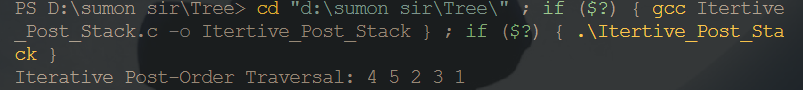 PS D:\sumon sir\Tree> cd "d:\sumon sir\Tree\" ; if ($?) { gcc Itertive
_Post_Stack.c -o Itertive_Post_Stack } ; if ($?) { .\Itertive_Post_Sta
ck }
Iterative Post-Order Traversal: 4 5 2 3 1